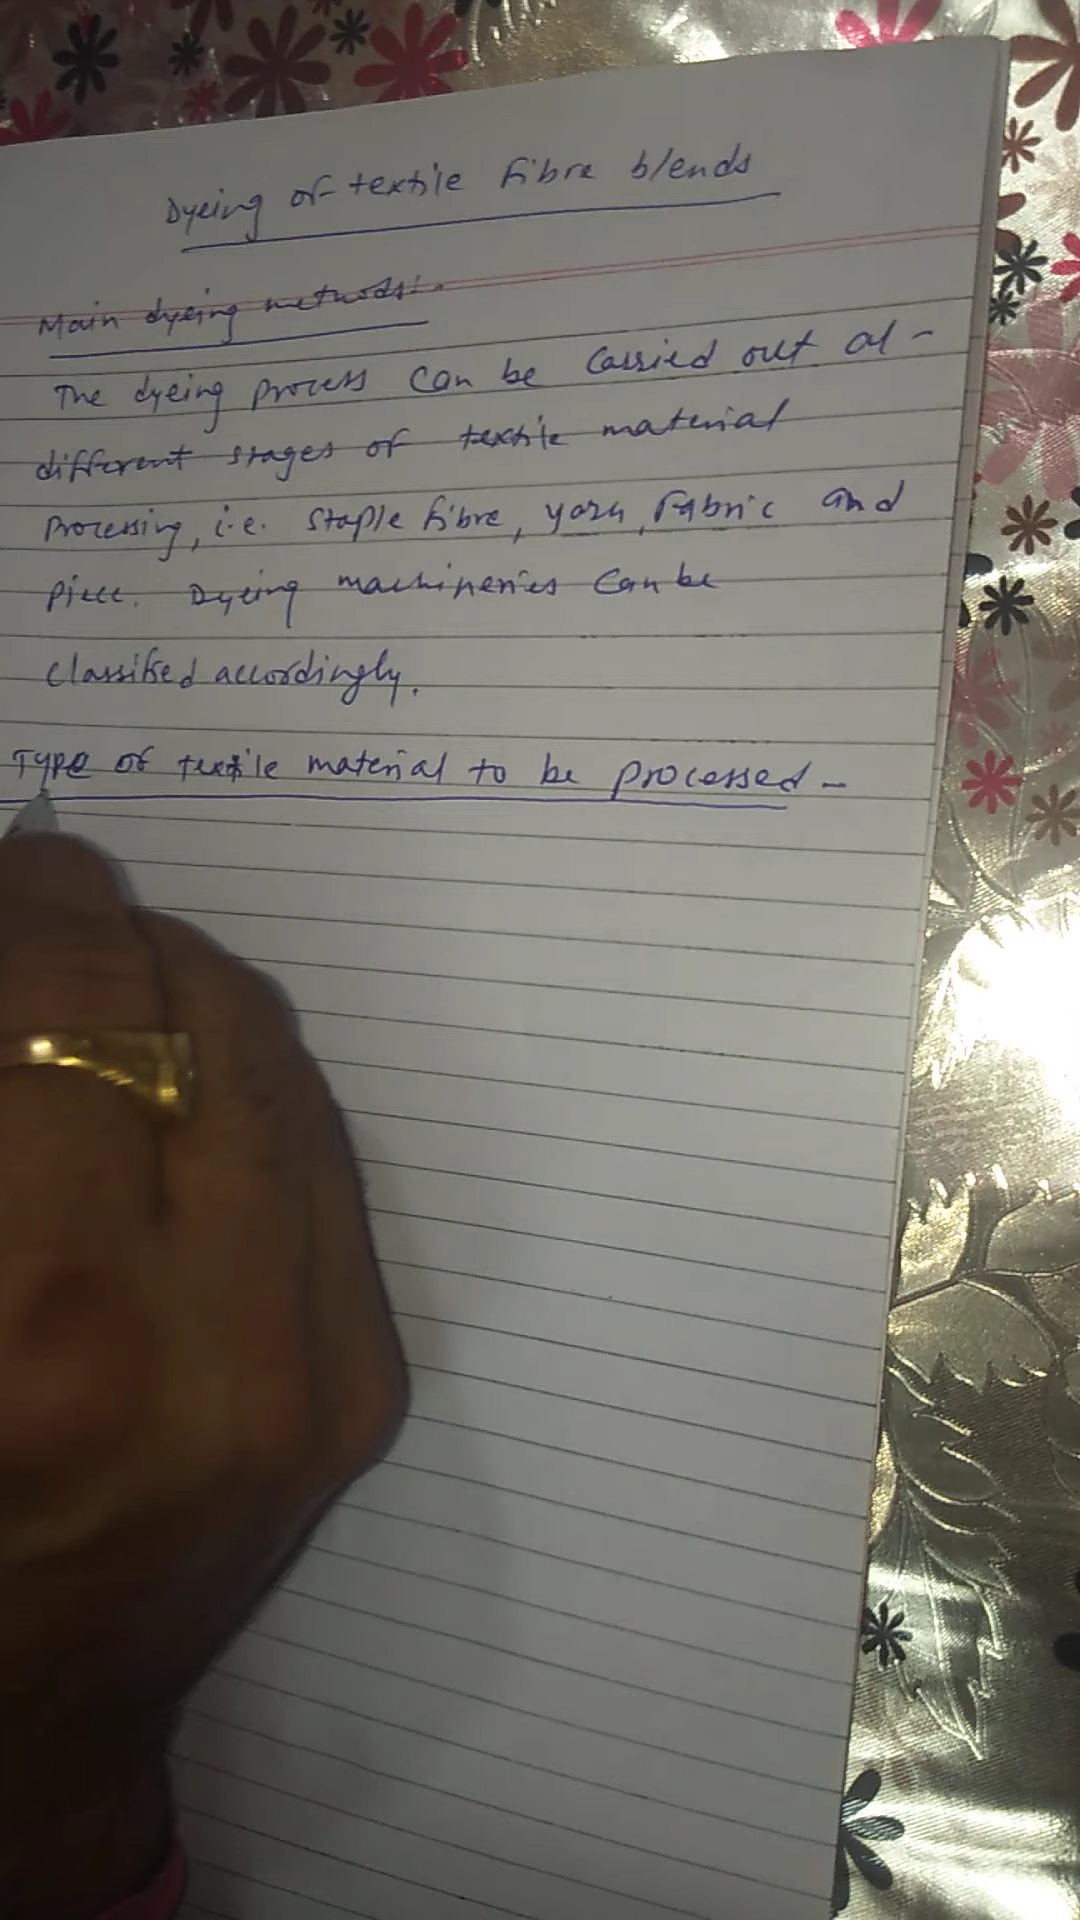 Dyeing of textile fibre blends
Main dyeing methods:-
The dyeing process can be carried out at -
different stages of textile material
processing, i.e. staple fibre, yarn, fabric and
piece. Dyeing machineries can be
classified accordingly.
Type of textile material to be processed -